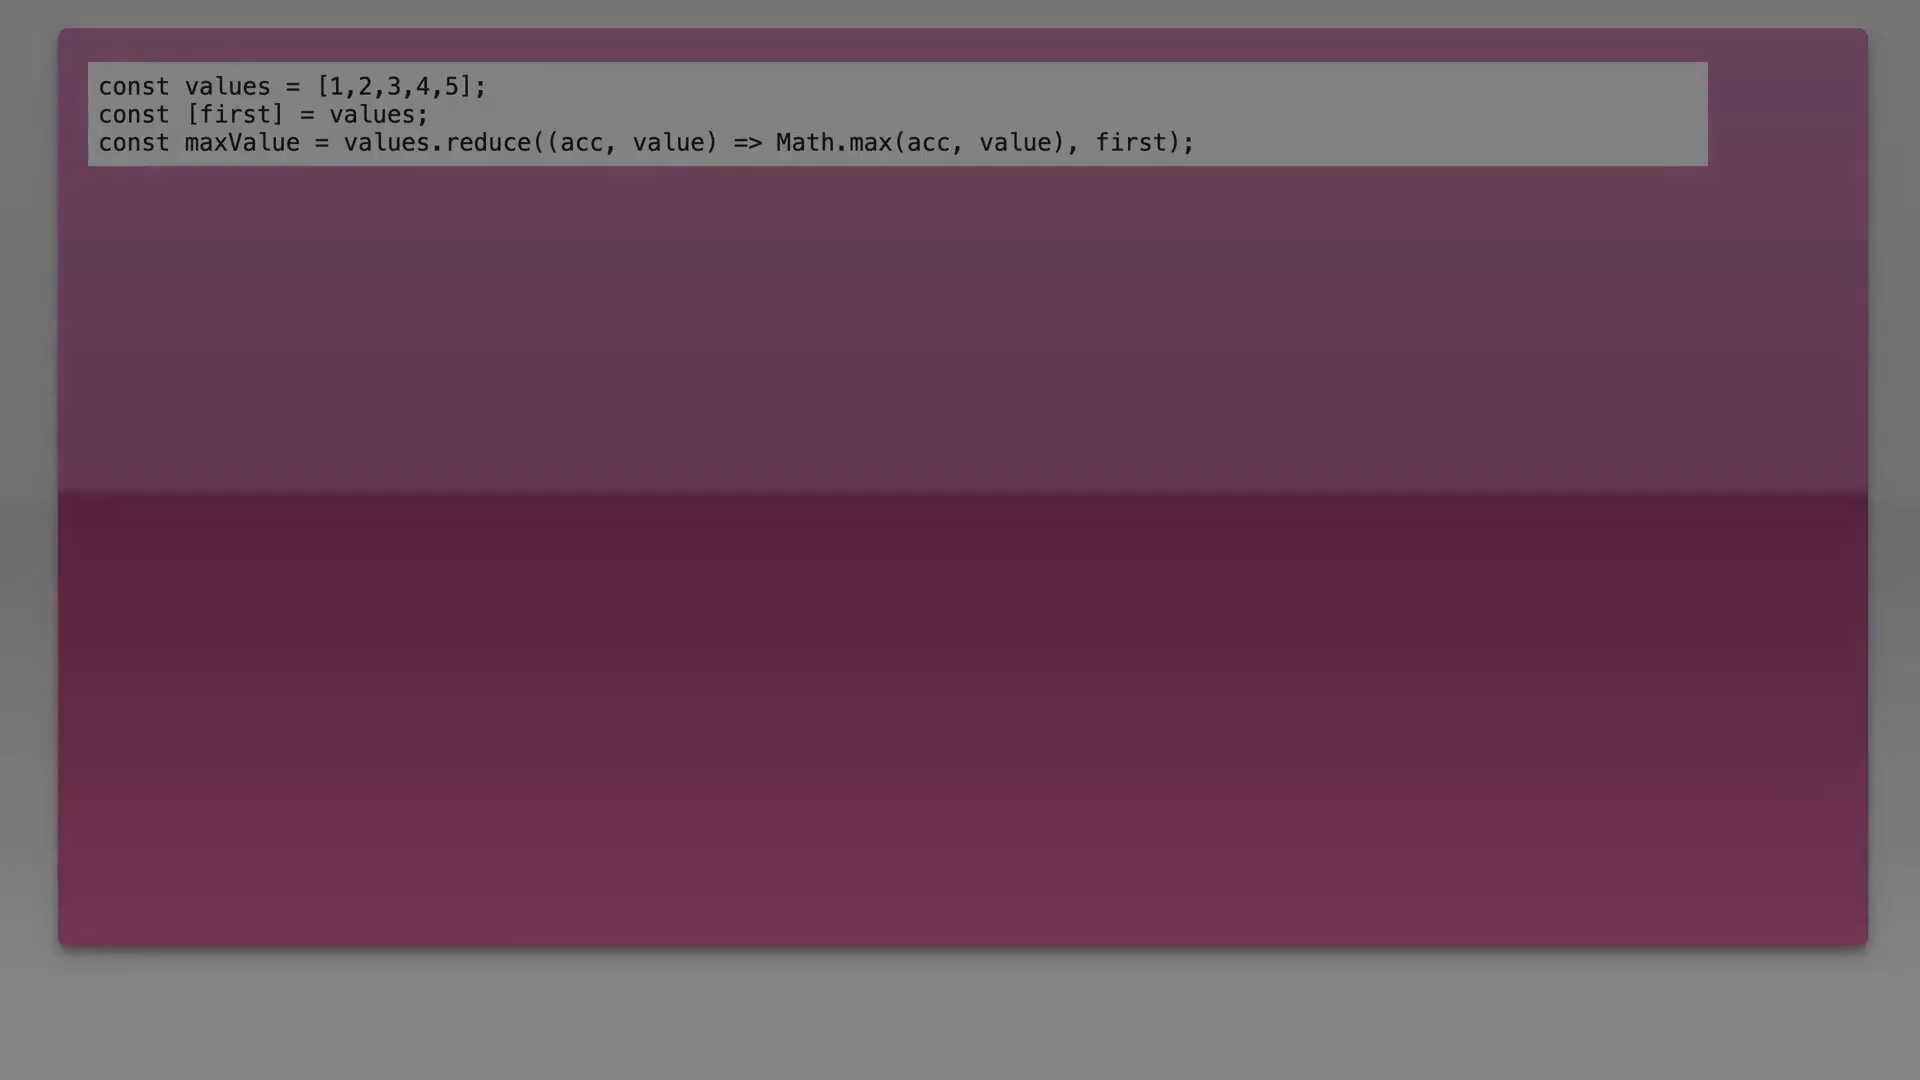 const values = [1,2,3,4,5];
const [first] = values;
const maxValue = values.reduce((acc, value) => Math.max(acc, value), first);